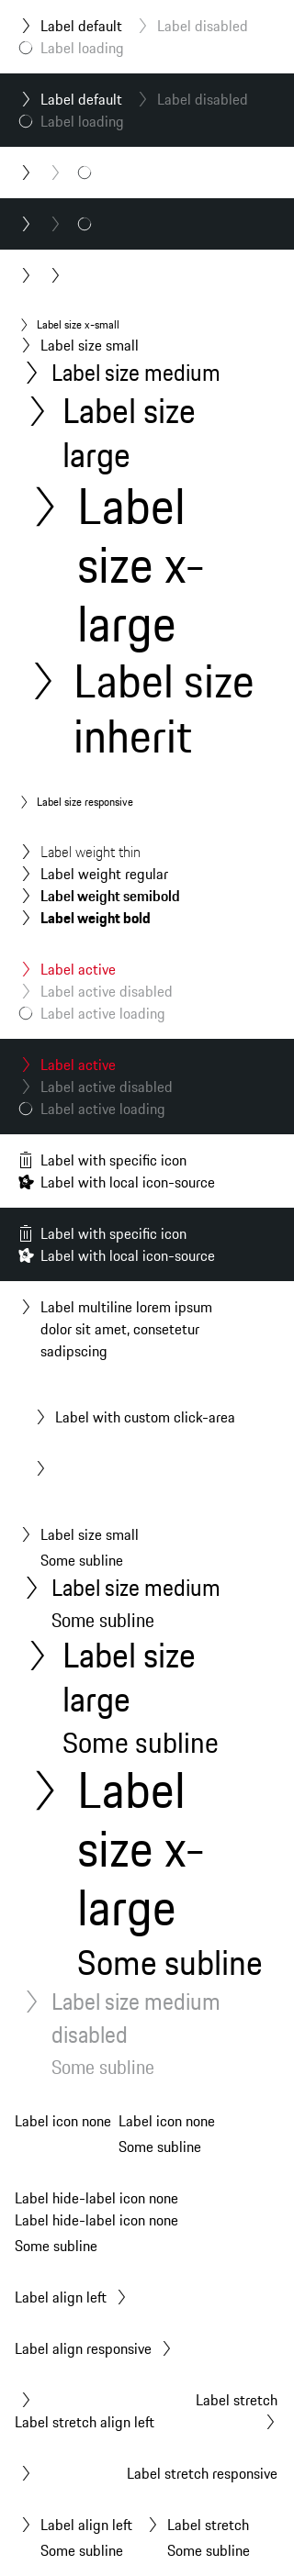 Label default Label disabled
Label loading
Label default Label disabled
Label loading
Label size x-small
Label size small
Label size medium
Label size
large
Label
size x-
large
Label size
inherit
Label size responsive
Label weight thin
Label weight regular
Label weight semibold
Label weight bold
Label active
Label active disabled
Label active loading
Label active
Label active disabled
Label active loading
Label with specific icon
Label with local icon-source
Label with specific icon
Label with local icon-source
Label multiline lorem ipsum
dolor sit amet, consetetur
sadipscing
Label with custom click-area
Label size small
Some subline
Label size medium
Some subline
Label size
large
Some subline
Label
size x-
large
Some subline
Label size medium
disabled
Some subline
Label icon none Label icon none
Some subline
Label hide-label icon none
Label hide-label icon none
Some subline
Label align left
Label align responsive
Label stretch
Label stretch align left
Label stretch responsive
Label align left Label stretch
Some subline Some subline